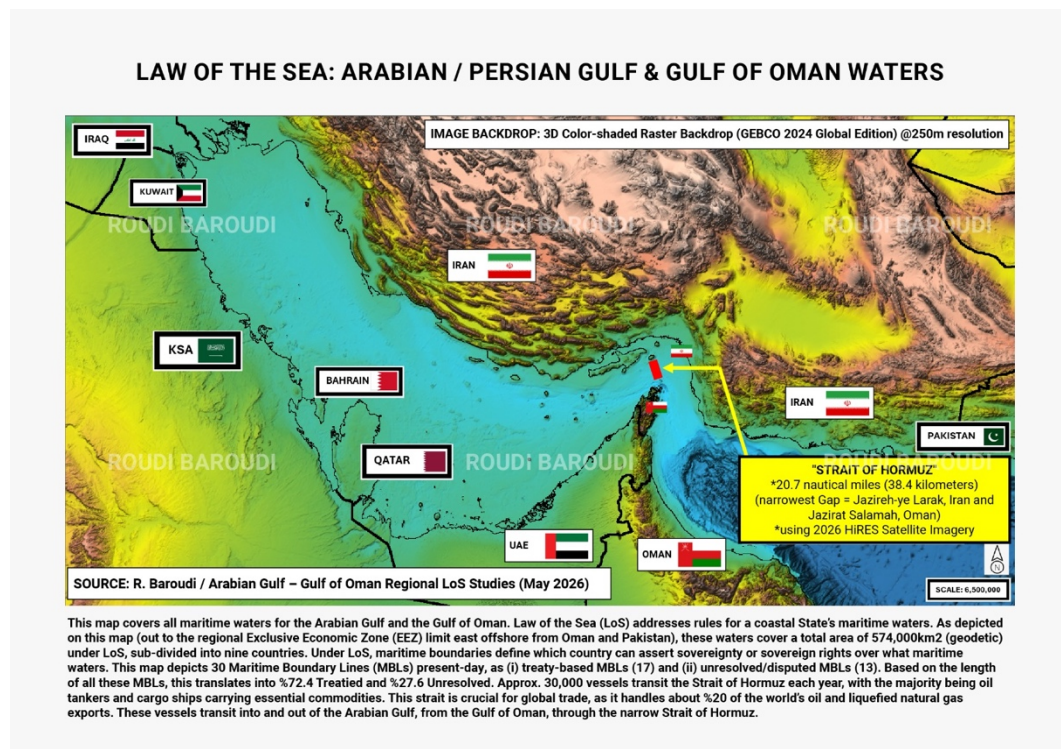 LAW OF THE SEA: ARABIAN / PERSIAN GULF & GULF OF OMAN WATERS
IRAQ
IMAGE BACKDROP: 3D Color-shaded Raster Backdrop (GEBCO 2024 Global Edition) @250m resolution
KUWAIT
ROUDI BAROUDI
ROUDI BAROUDI
ROUDI BAROUDI
IRAN
KSA
BAHRAIN
IRAN
PAKISTAN
QATAR
ROUDI BAROUDI
ROUDI BAROUDI
ROUDI BAROUDI
"STRAIT OF HORMUZ"
*20.7 nautical miles (38.4 kilometers)
(narrowest Gap = Jazireh-ye Larak, Iran and
Jazirat Salamah, Oman)
*using 2026 HiRES Satellite Imagery
UAE
OMAN
N
SOURCE: R. Baroudi / Arabian Gulf – Gulf of Oman Regional LoS Studies (May 2026)
SCALE: 6,500,000
This map covers all maritime waters for the Arabian Gulf and the Gulf of Oman. Law of the Sea (LoS) addresses rules for a coastal State's maritime waters. As depicted
on this map (out to the regional Exclusive Economic Zone (EEZ) limit east offshore from Oman and Pakistan), these waters cover a total area of 574,000km2 (geodetic)
under LoS, sub-divided into nine countries. Under LoS, maritime boundaries define which country can assert sovereignty or sovereign rights over what maritime
waters. This map depicts 30 Maritime Boundary Lines (MBLs) present-day, as (i) treaty-based MBLs (17) and (ii) unresolved/disputed MBLs (13). Based on the length
of all these MBLs, this translates into %72.4 Treatied and %27.6 Unresolved. Approx. 30,000 vessels transit the Strait of Hormuz each year, with the majority being oil
tankers and cargo ships carrying essential commodities. This strait is crucial for global trade, as it handles about %20 of the world's oil and liquefied natural gas
exports. These vessels transit into and out of the Arabian Gulf, from the Gulf of Oman, through the narrow Strait of Hormuz.